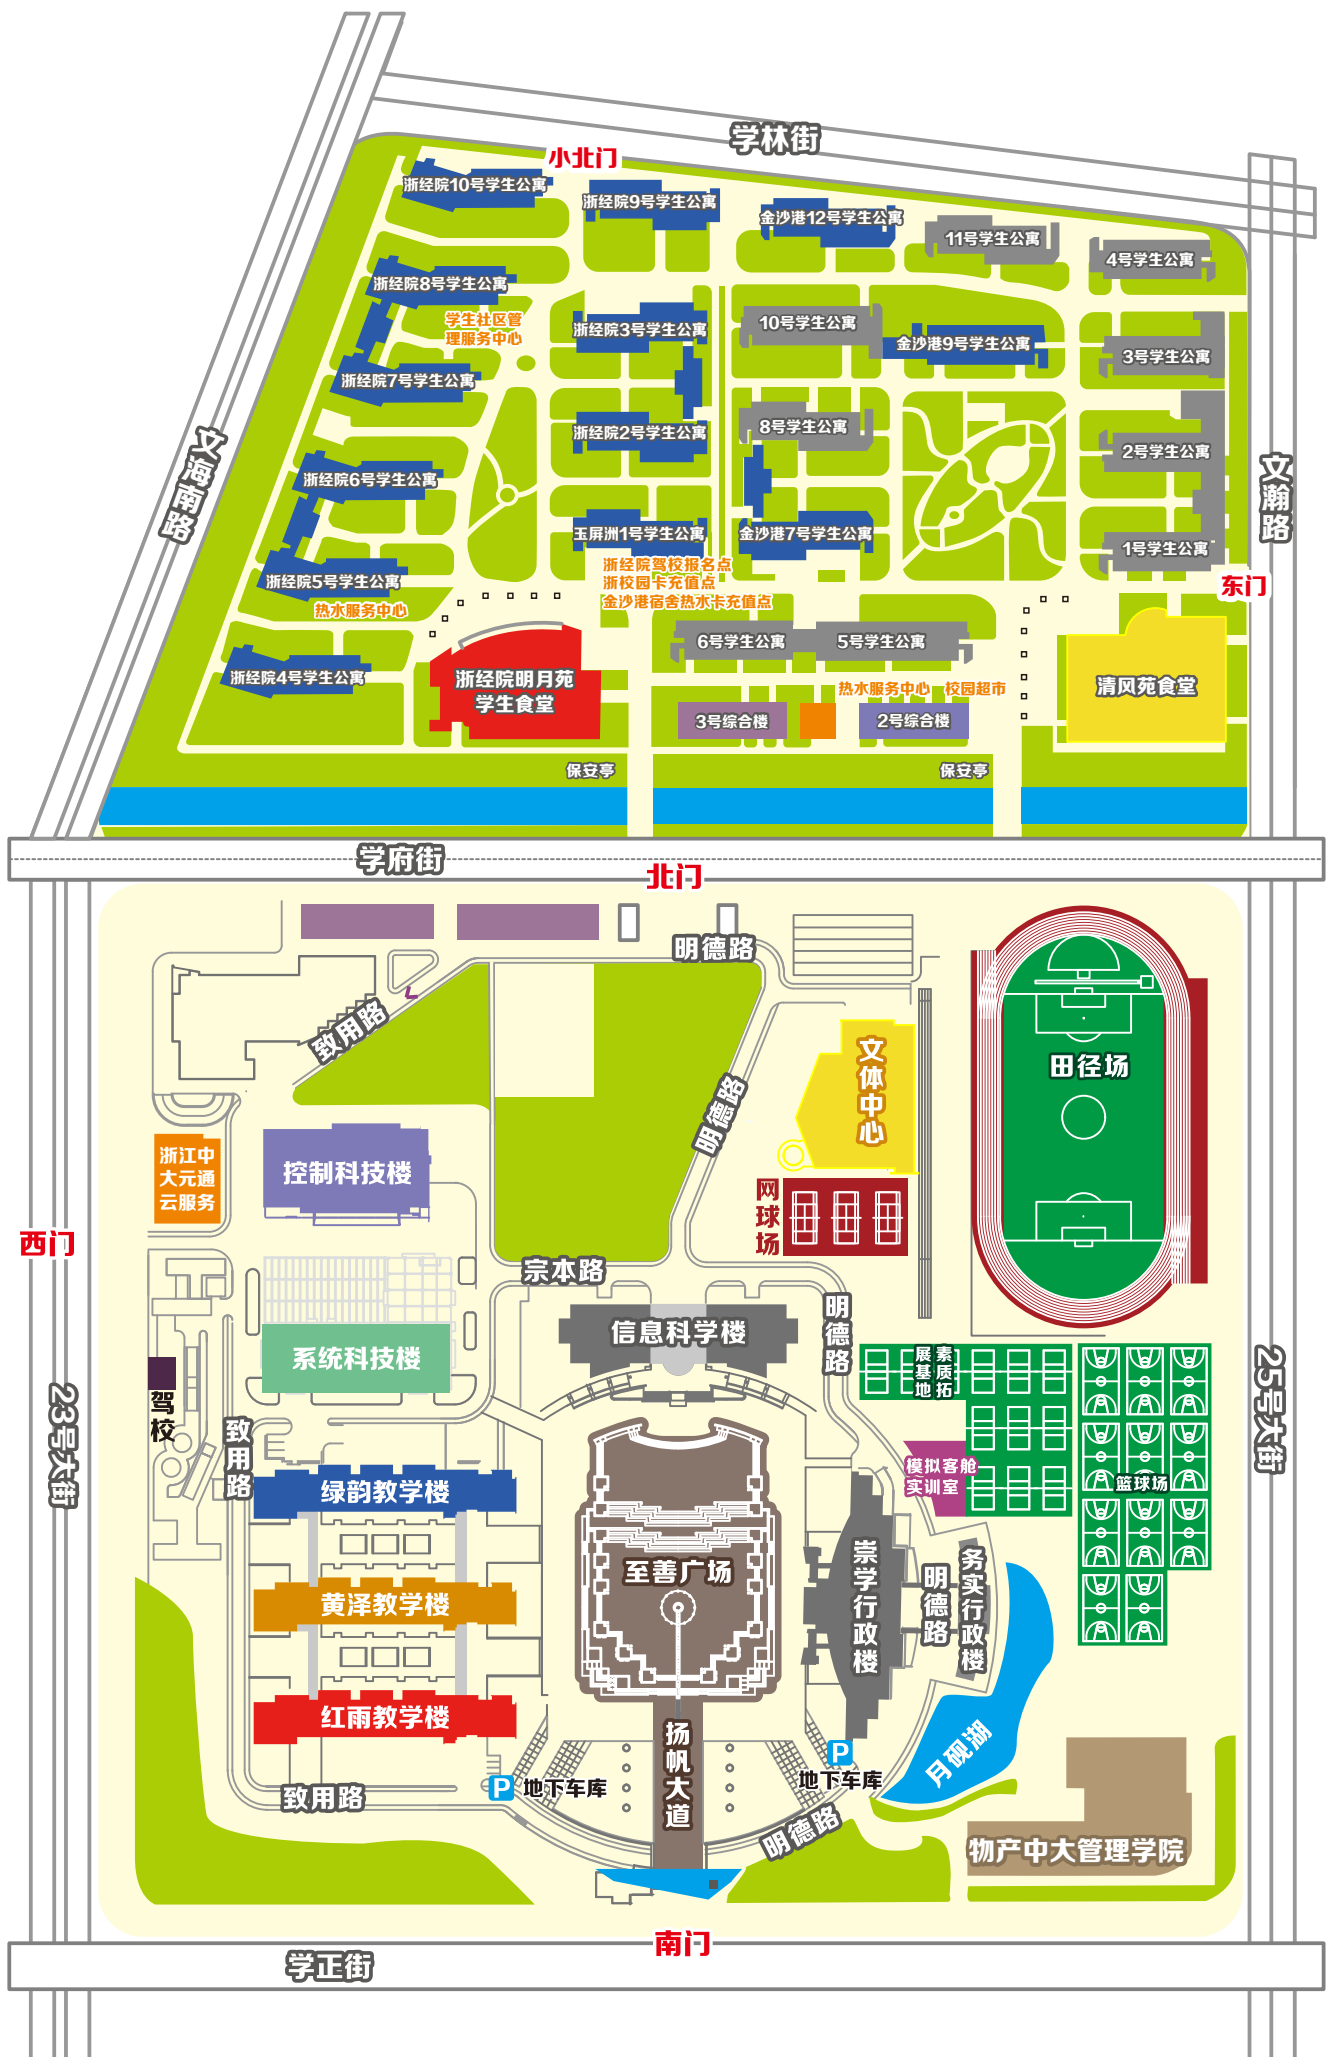 学林街
小北门
浙经院10号学生公寓
浙经院9号学生公寓
金沙港12号学生公寓
11号学生公寓
4号学生公寓
浙经院8号学生公寓
学生社区管
理服务中心
浙经院3号学生公寓
10号学生公寓
金沙港9号学生公寓
3号学生公寓
浙经院7号学生公寓
浙经院2号学生公寓
8号学生公寓
2号学生公寓
文海南路
文瀚路
浙经院6号学生公寓
玉屏洲1号学生公寓
金沙港7号学生公寓
1号学生公寓
浙经院驾校报名点
浙校园卡充值点
金沙港宿舍热水卡充值点
浙经院5号学生公寓
热水服务中心
东门
6号学生公寓
5号学生公寓
浙经院4号学生公寓
浙经院明月苑
学生食堂
热水服务中心
校园超市
清风苑食堂
3号综合楼
2号综合楼
保安亭
保安亭
学府街
北门
明德路
致用路
文体中心
田径场
明德路
浙江中
大元通
云服务
控制科技楼
网球场
西门
宗本路
明德路
信息科学楼
系统科技楼
素质拓
展基地
驾校
23号大街
25号大街
致用路
模拟客舱
实训室
篮球场
绿韵教学楼
至善广场
崇学行政楼
明德路
务实行政楼
黄泽教学楼
红雨教学楼
扬帆大道
月砚湖
P
地下车库
P
地下车库
致用路
明德路
物产中大管理学院
南门
学正街